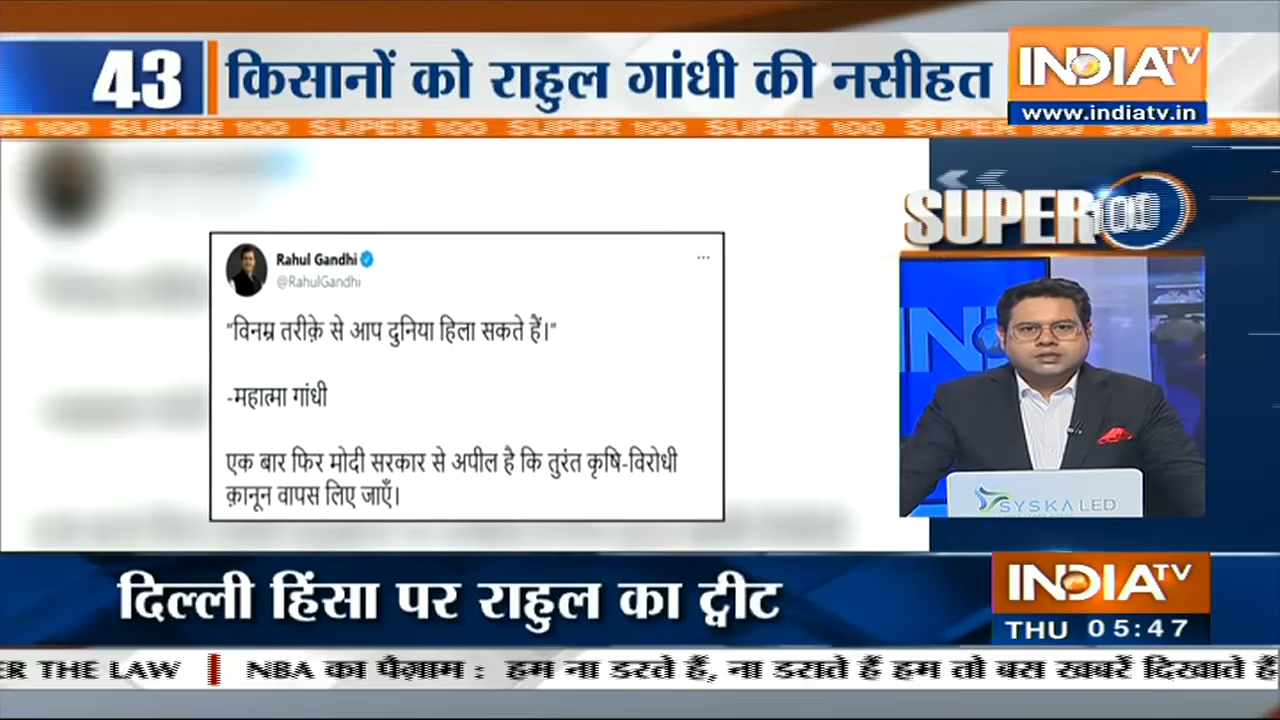 43
किसानों को राहुल गांधी की नसीहत
INDIA TV
www.indiatv.in
SUPER 100 SUPER 100 SUPER 100 SUPER 100 SUPER 100
SUPER 100
Rahul Gandhi
@RahulGandhi
"विनम्र तरीक़े से आप दुनिया हिला सकते हैं।"
-महात्मा गांधी
एक बार फिर मोदी सरकार से अपील है कि तुरंत कृषि-विरोधी
क़ानून वापस लिए जाएँ।
SYSKA LED
दिल्ली हिंसा पर राहुल का ट्वीट
INDIA TV
THU 05:47
ER THE LAW | NBA का पैग़ाम : हम ना डरते हैं, ना डराते हैं हम तो बस खबरें दिखाते हैं